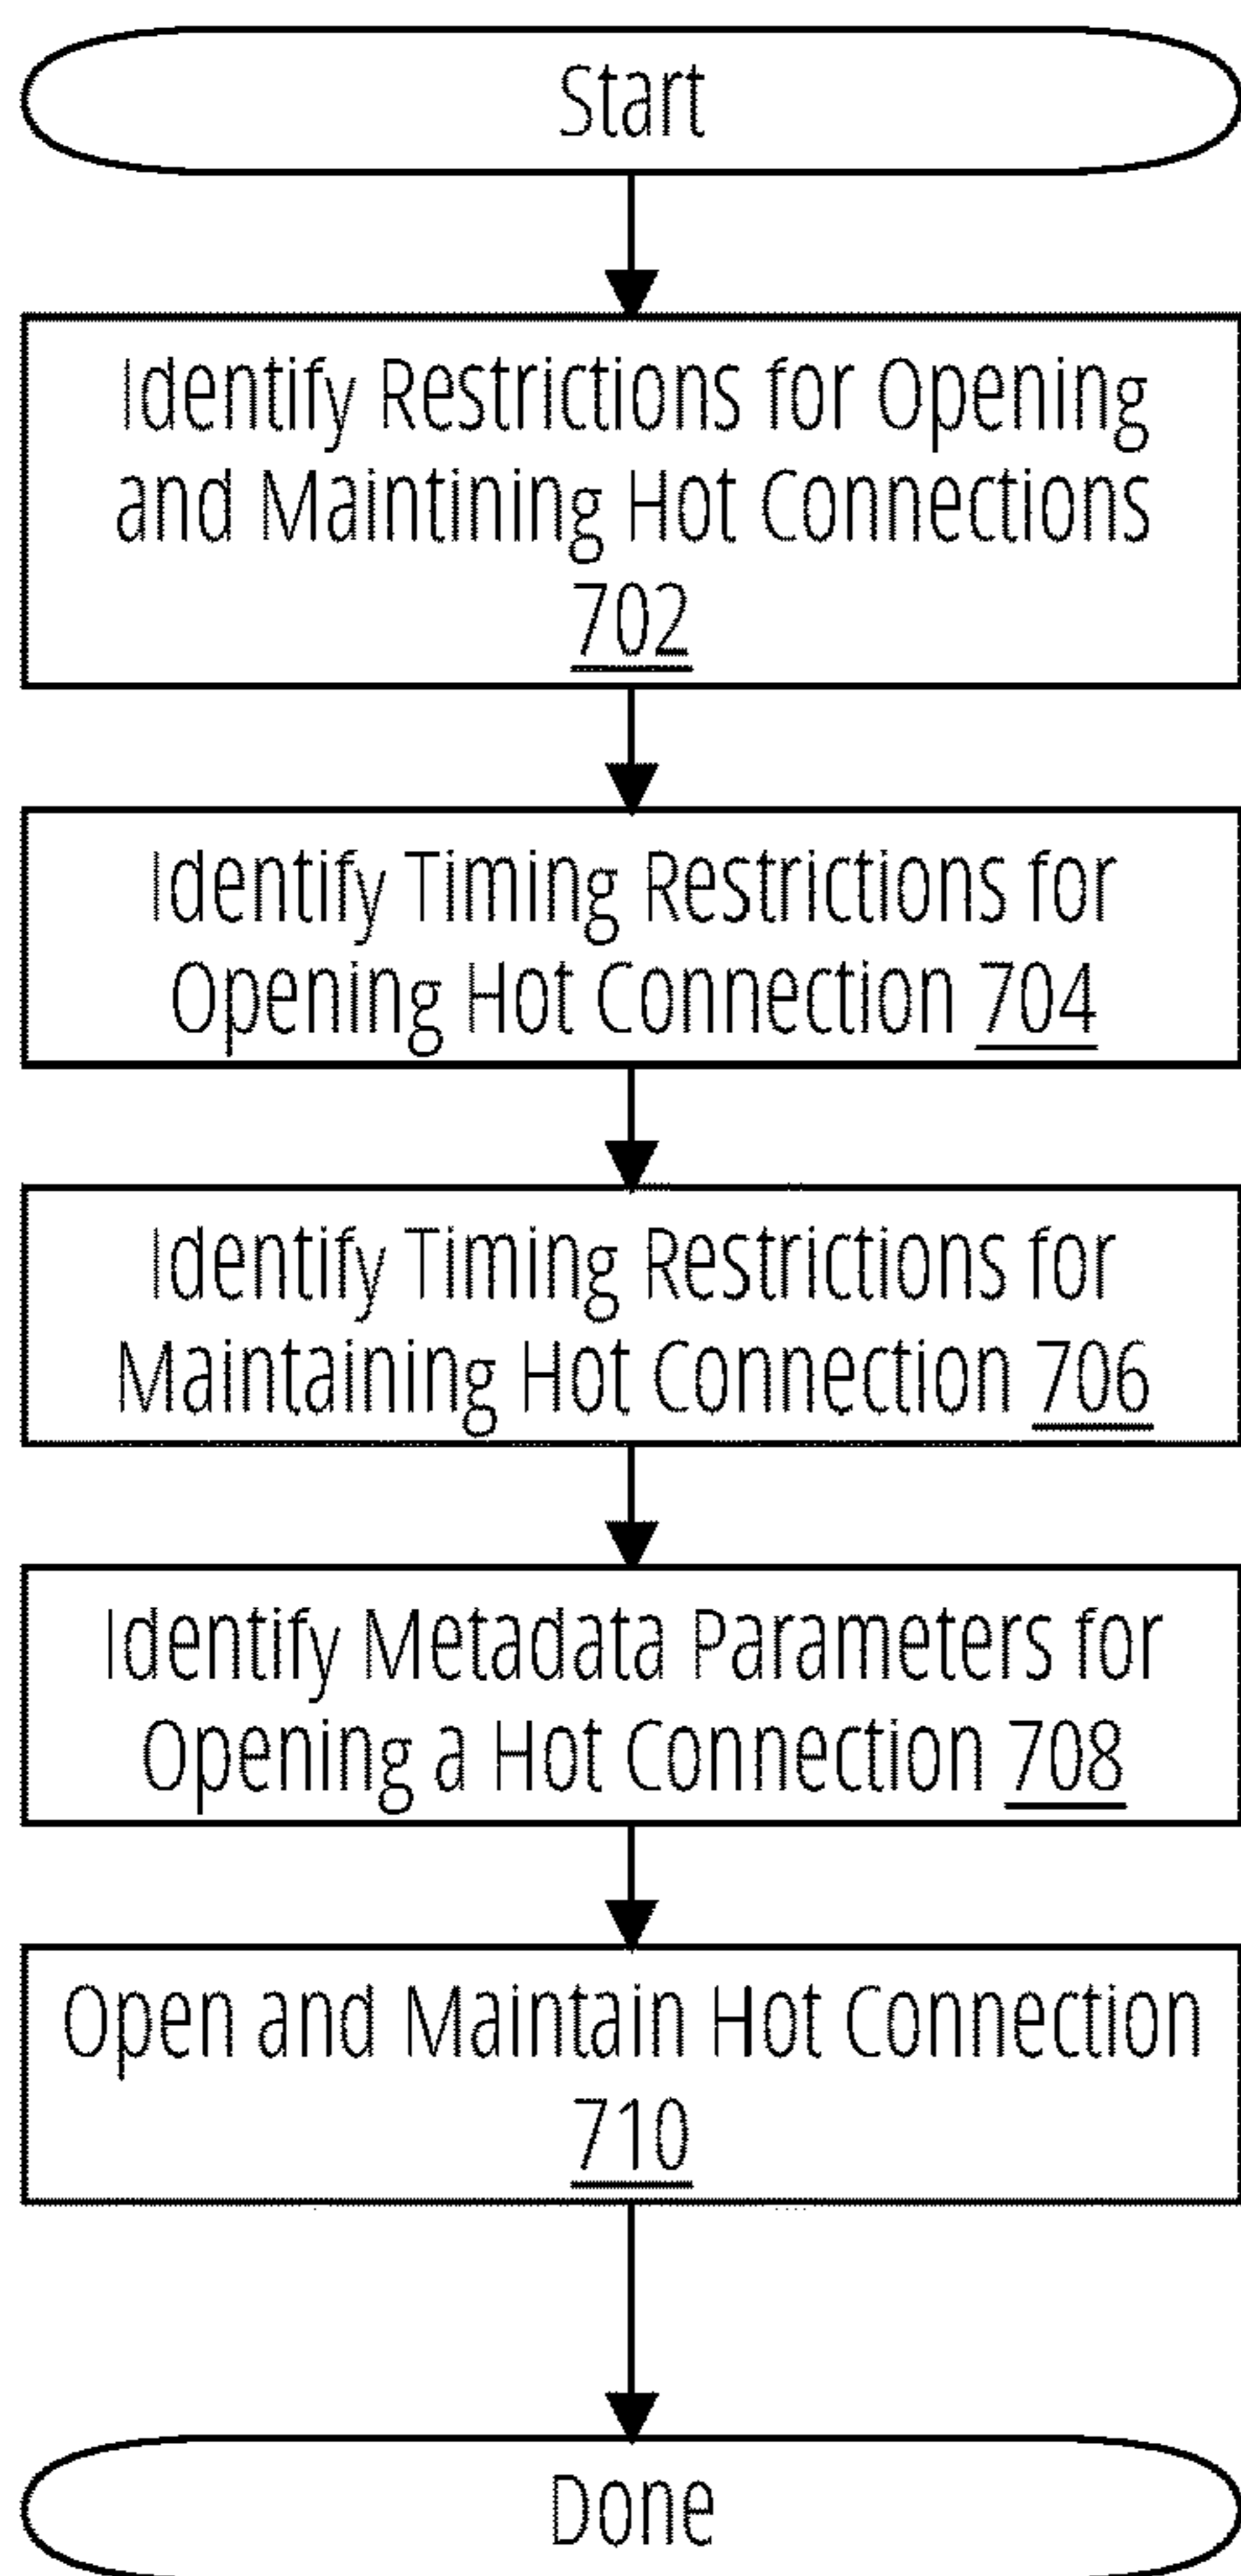 Start
Identify Restrictions for Opening
and Maintining Hot Connections
702
Identify Timing Restrictions for
Opening Hot Connection 704
Identify Timing Restrictions for
Maintaining Hot Connection 706
Identify Metadata Parameters for
Opening a Hot Connection 708
Open and Maintain Hot Connection
710
Done